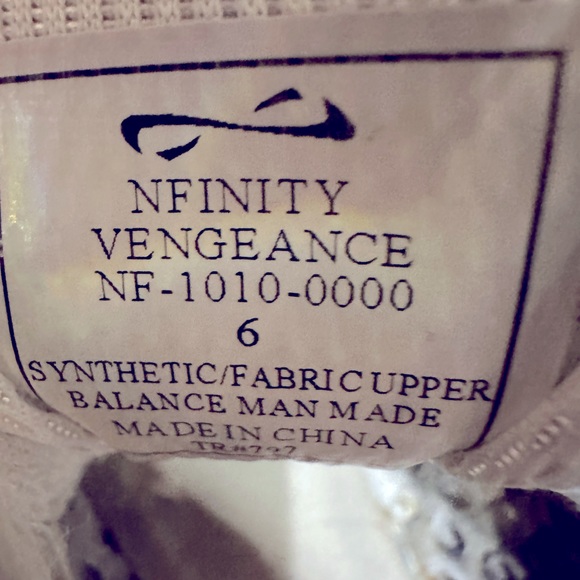 NFINITY
VENGEANCE
NF-1010-0000
6
SYNTHETIC/FABRIC UPPER
BALANCE MAN MADE
MADE IN CHINA